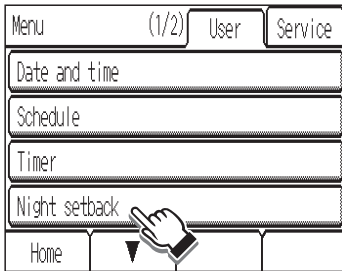 Menu (1/2) User Service
Date and time
Schedule
Timer
Night setback
Home ▼